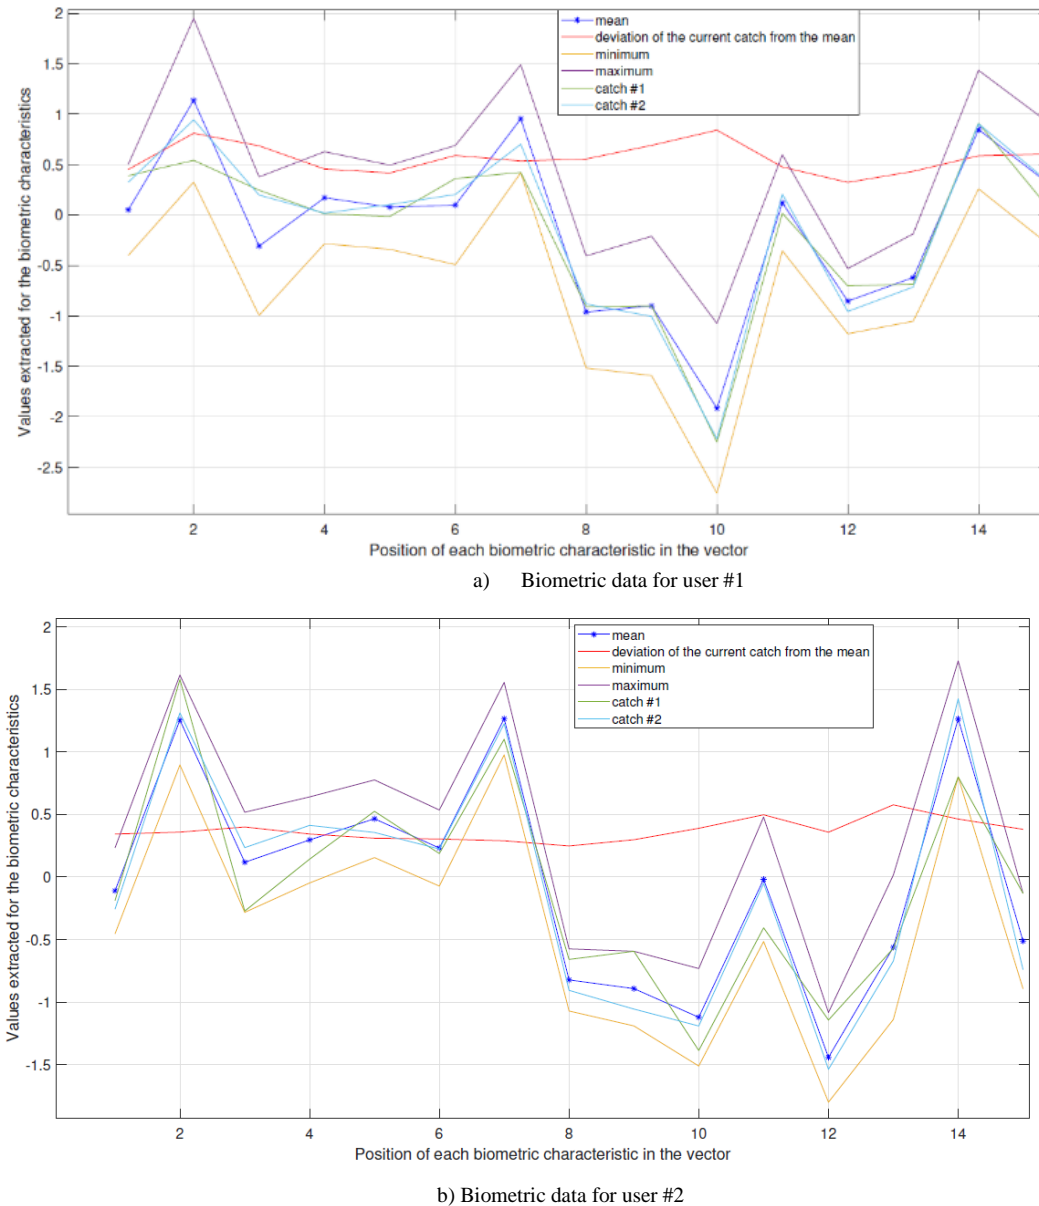 2
1.5
1
0.5
0
-0.5
-1
-1.5
-2
-2.5
Values extracted for the biometric characteristics
mean
deviation of the current catch from the mean
minimum
maximum
catch #1
catch #2
2 4 6 8 10 12 14
Position of each biometric characteristic in the vector
a) Biometric data for user #1
2
1.5
1
0.5
0
-0.5
-1
-1.5
Values extracted for the biometric characteristics
mean
deviation of the current catch from the mean
minimum
maximum
catch #1
catch #2
2 4 6 8 10 12 14
Position of each biometric characteristic in the vector
b) Biometric data for user #2